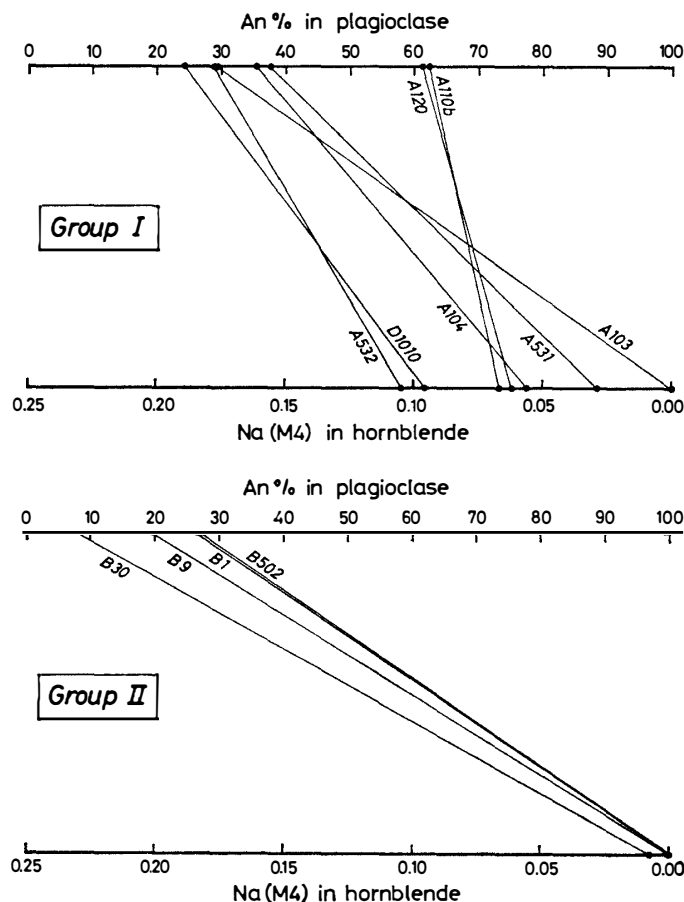 An % in plagioclase
0 10 20 30 40 50 60 70 80 90 100
A120
A110b
Group I
A532
D1010
A104
A531
A103
0.25 0.20 0.15 0.10 0.05 0.00
Na (M4) in hornblende
An % in plagioclase
0 10 20 30 40 50 60 70 80 90 100
B30
B9
B1
B502
Group II
0.25 0.20 0.15 0.10 0.05 0.00
Na (M4) in hornblende